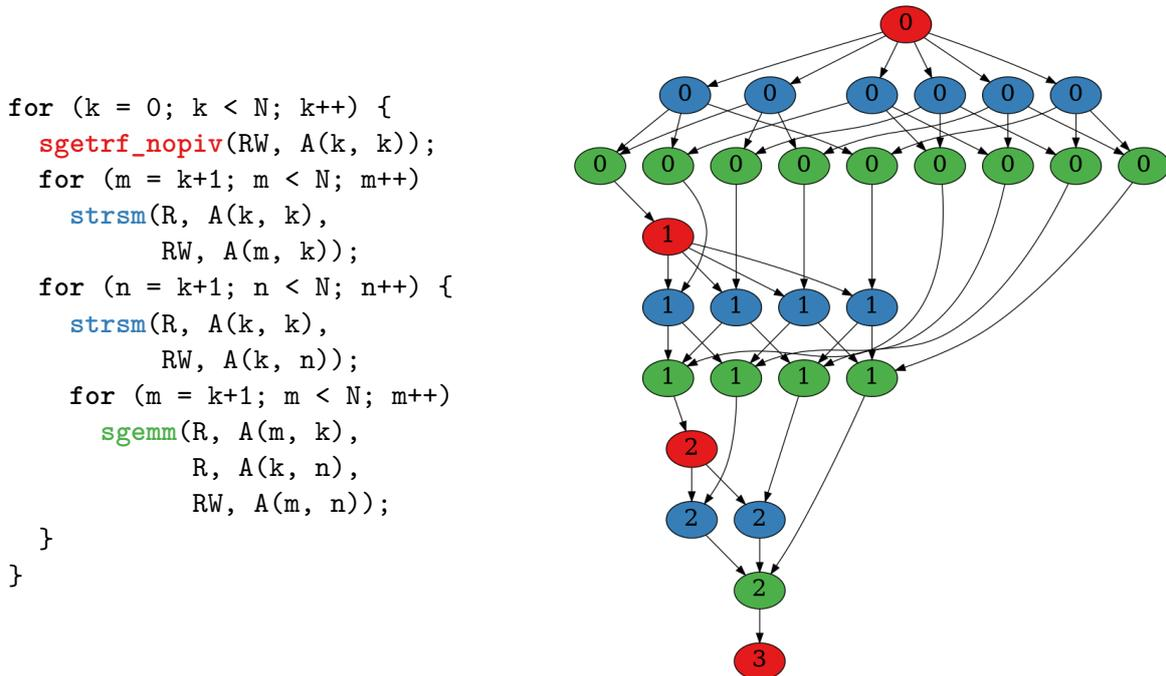 for (k = 0; k < N; k++) {
  sgetrf_nopiv(RW, A(k, k));
  for (m = k+1; m < N; m++)
    strsm(R, A(k, k),
          RW, A(m, k));
  for (n = k+1; n < N; n++) {
    strsm(R, A(k, k),
          RW, A(k, n));
    for (m = k+1; m < N; m++)
      sgemm(R, A(m, k),
            R, A(k, n),
            RW, A(m, n));
  }
}
0
0 0 0 0 0 0
0 0 0 0 0 0 0 0 0
1
1 1 1 1
1 1 1 1
2
2 2
2
3